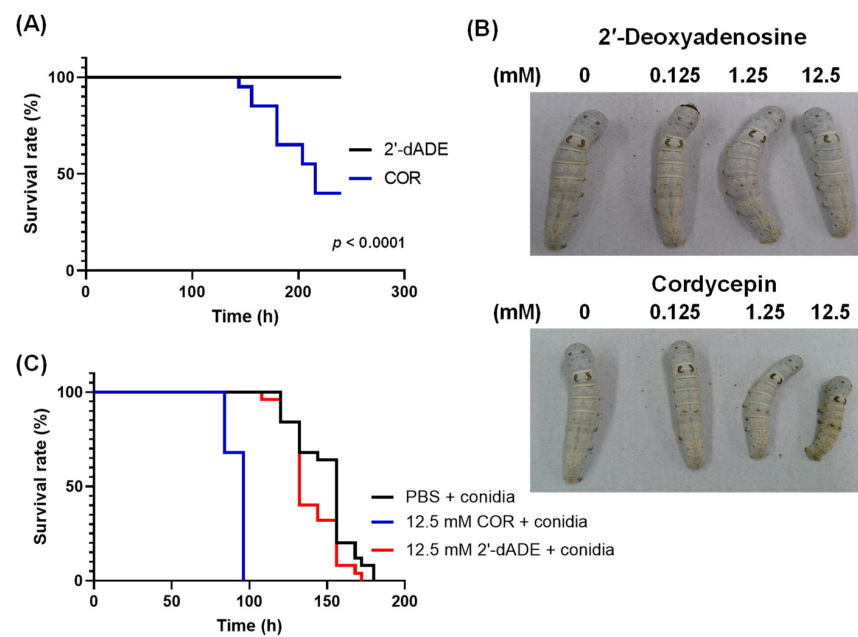 (A)
Survival rate (%)
100
50
0
0 100 200 300
Time (h)
2'-dADE
COR
p < 0.0001
(B)
2′-Deoxyadenosine
(mM) 0 0.125 1.25 12.5
Cordycepin
(mM) 0 0.125 1.25 12.5
(C)
Survival rate (%)
100
50
0
0 50 100 150 200
Time (h)
PBS + conidia
12.5 mM COR + conidia
12.5 mM 2'-dADE + conidia